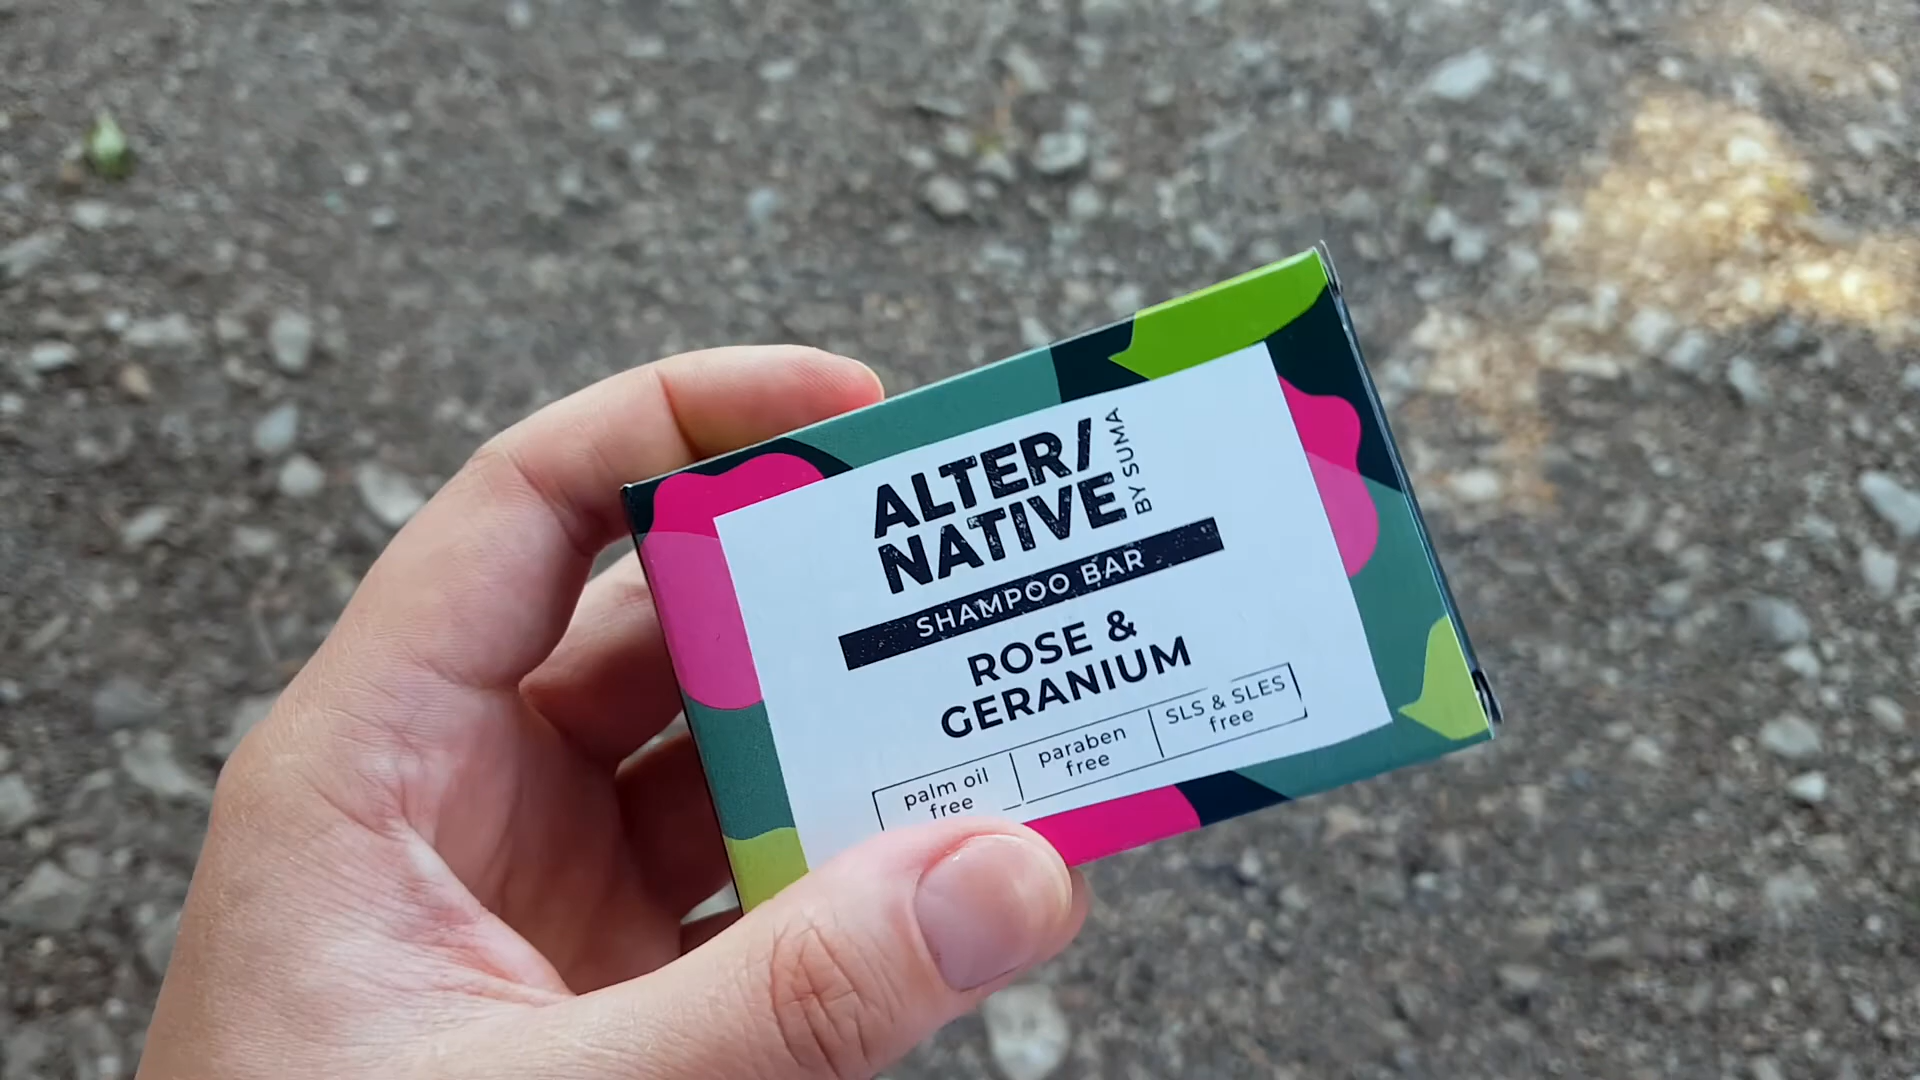 ALTER/
NATIVE
BY SUMA
SHAMPOO BAR
ROSE &
GERANIUM
palm oil
free
paraben
free
SLS & SLES
free